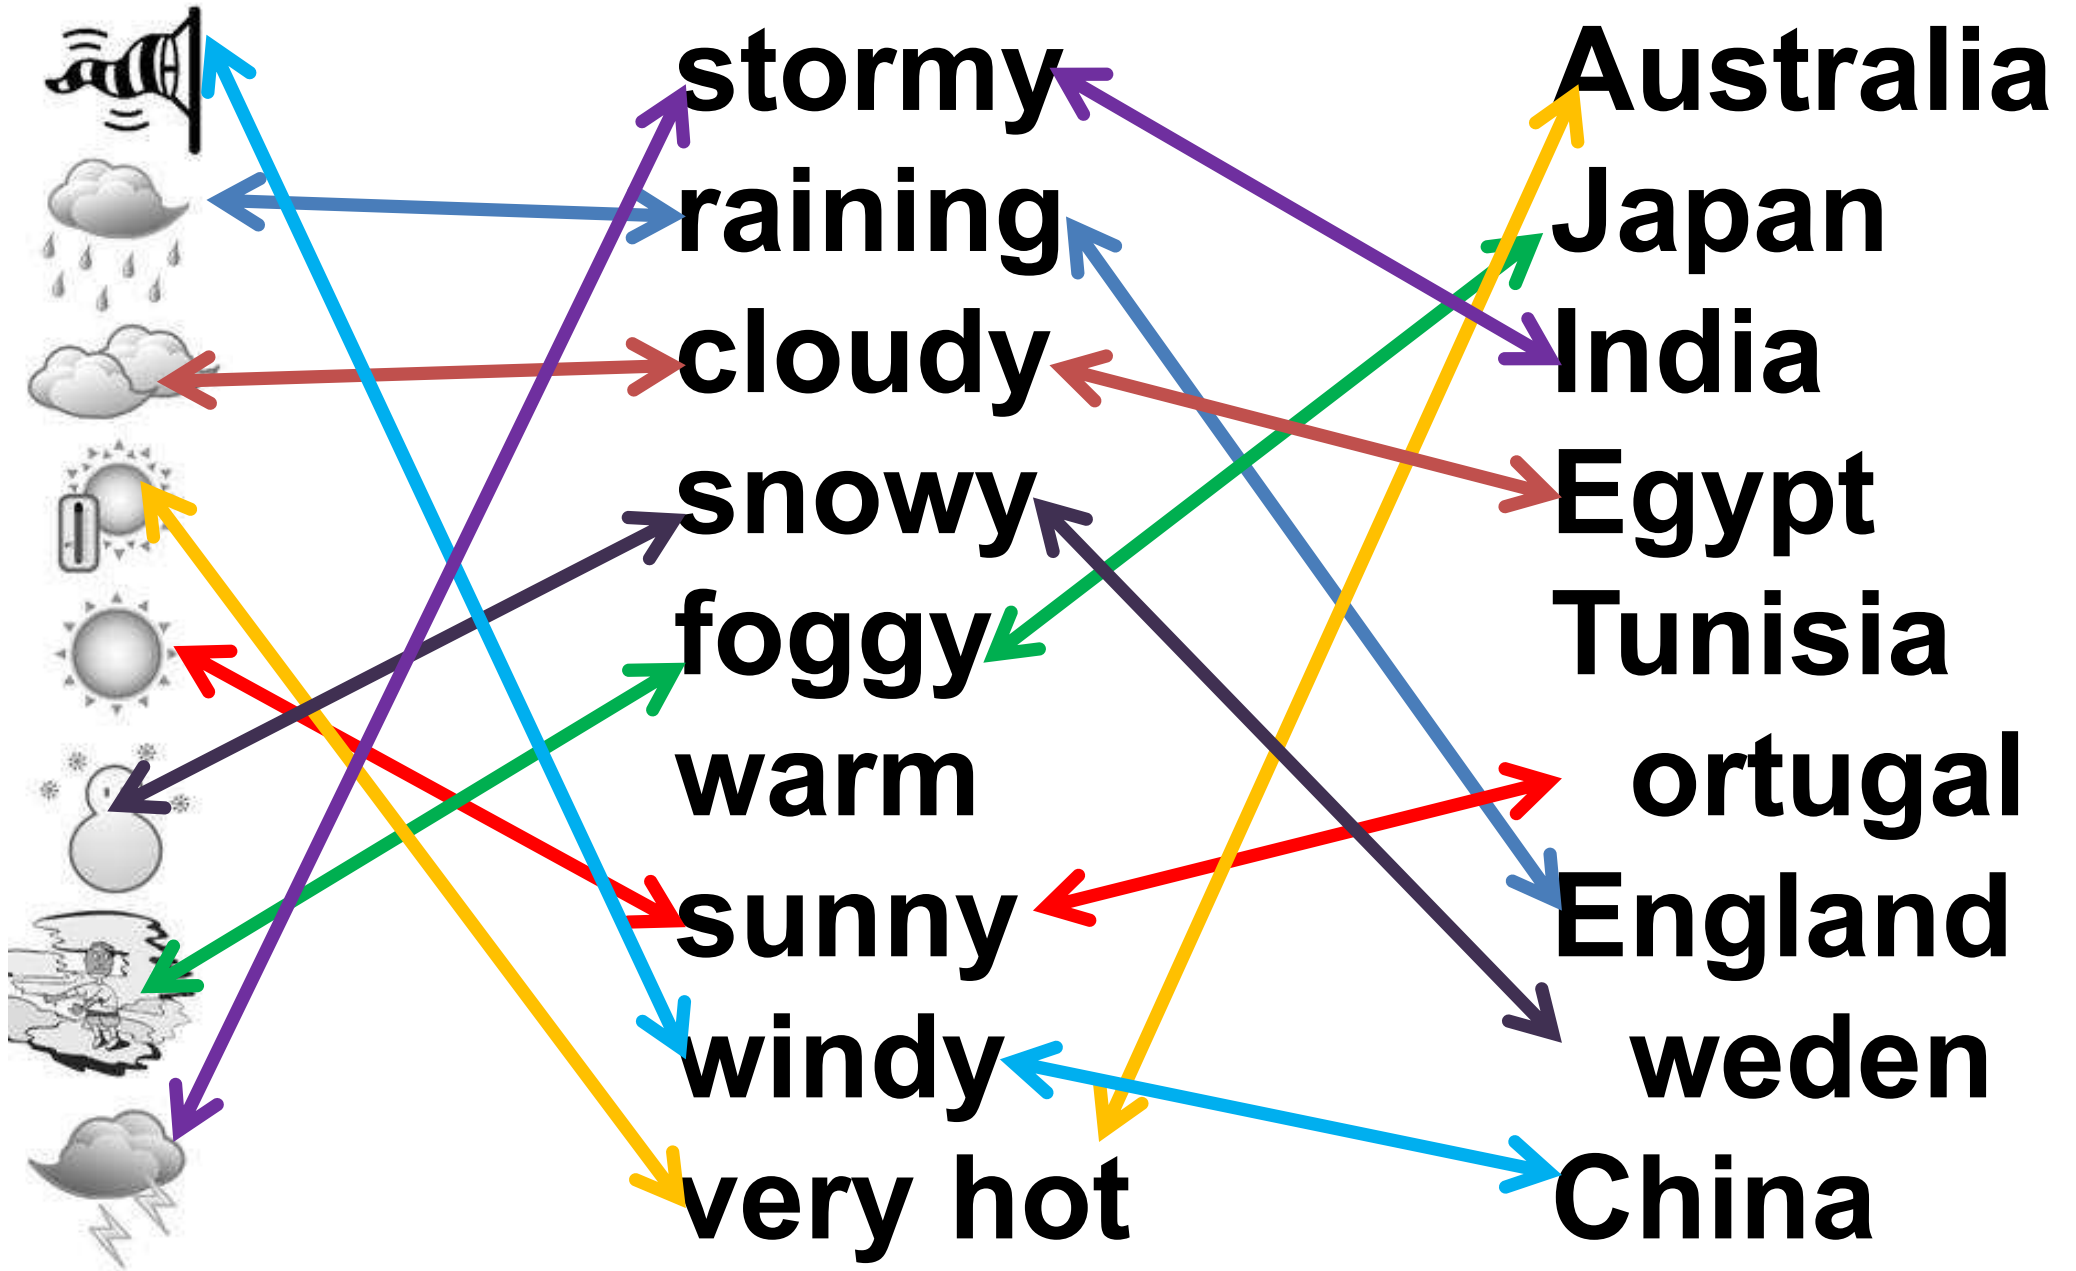 stormy
raining
cloudy
snowy
foggy
warm
sunny
windy
very hot
Australia
Japan
India
Egypt
Tunisia
ortugal
England
weden
China